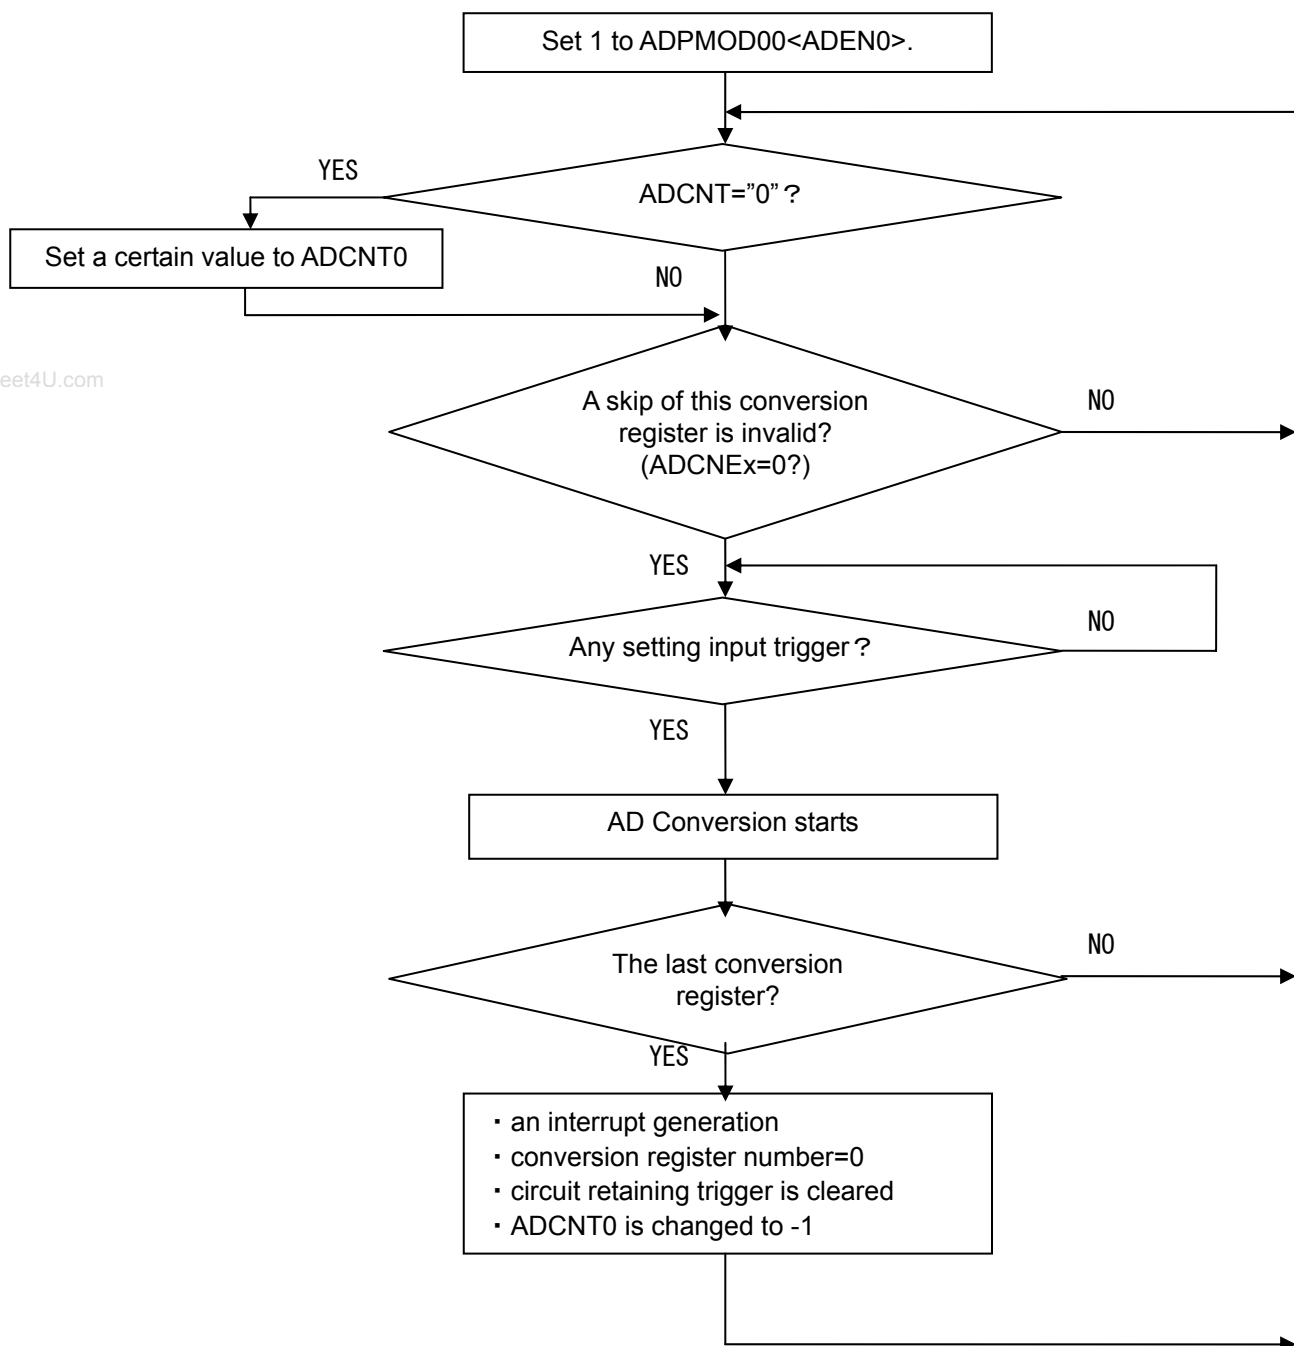 Set 1 to ADPMOD00<ADEN0>.
YES
ADCNT=”0”？
Set a certain value to ADCNT0
NO
eet4U.com
A skip of this conversion
register is invalid?
(ADCNEx=0?)
NO
YES
Any setting input trigger？
NO
YES
AD Conversion starts
The last conversion
register?
NO
YES
・an interrupt generation
・conversion register number=0
・circuit retaining trigger is cleared
・ADCNT0 is changed to -1